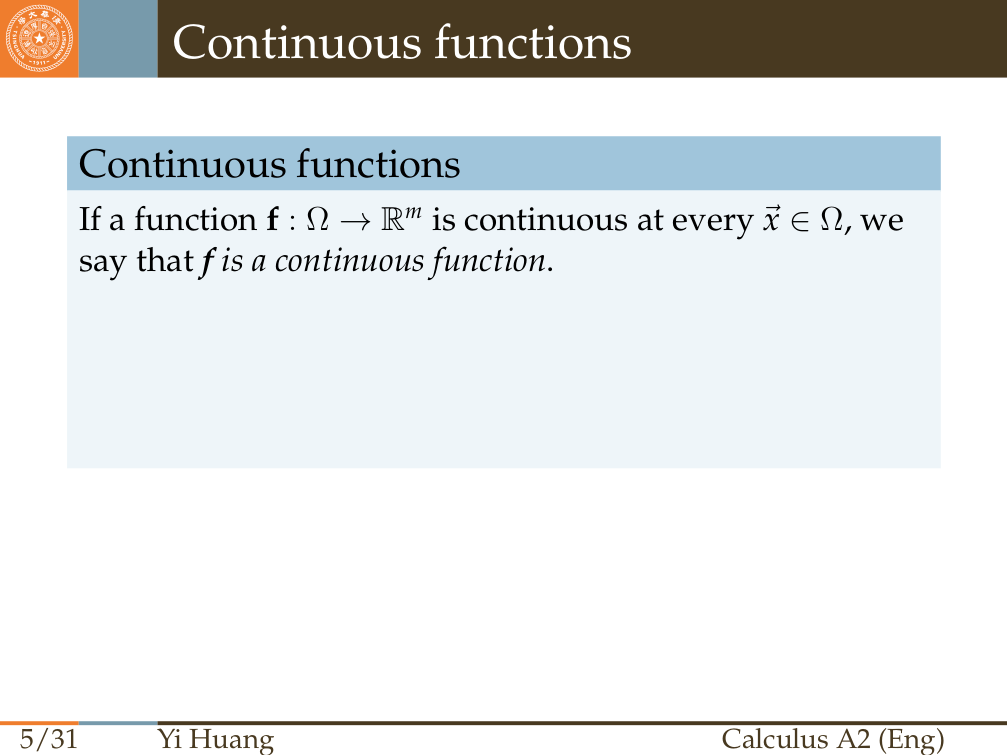 Continuous functions
Continuous functions
If a function f : Ω → ℝᵐ is continuous at every x⃗ ∈ Ω, we
say that f is a continuous function.
5/31 Yi Huang Calculus A2 (Eng)